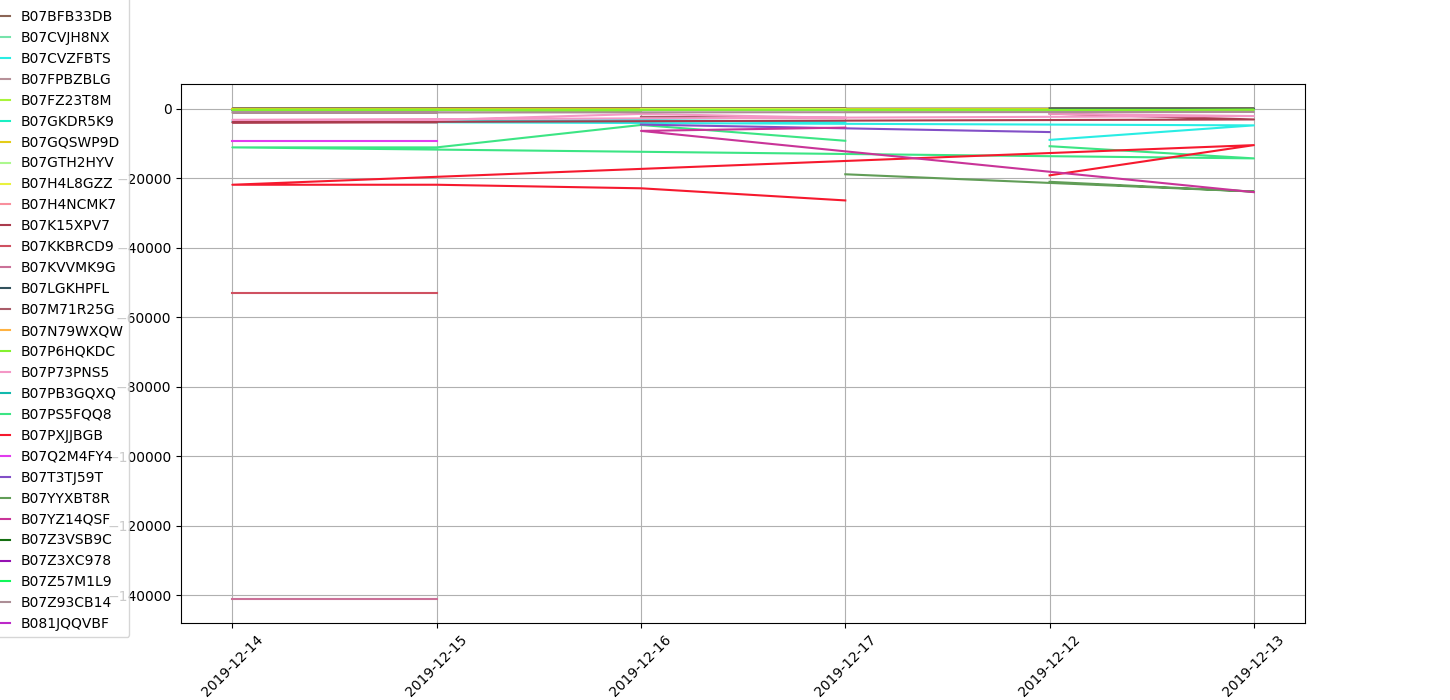 B07BFB33DB
B07CVJH8NX
B07CVZFBTS
B07FPBZBLG
B07FZ23T8M
B07GKDR5K9
B07GQSWP9D
B07GTH2HYV
B07H4L8GZZ
B07H4NCMK7
B07K15XPV7
B07KKBRCD9
B07KVVMK9G
B07LGKHPFL
B07M71R25G
B07N79WXQW
B07P6HQKDC
B07P73PNS5
B07PB3GQXQ
B07PS5FQQ8
B07PXJJBGB
B07Q2M4FY4
B07T3TJ59T
B07YYXBT8R
B07YZ14QSF
B07Z3VSB9C
B07Z3XC978
B07Z57M1L9
B07Z93CB14
B081JQQVBF
0
−20000
−40000
−60000
−80000
−100000
−120000
−140000
2019-12-14
2019-12-15
2019-12-16
2019-12-17
2019-12-12
2019-12-13